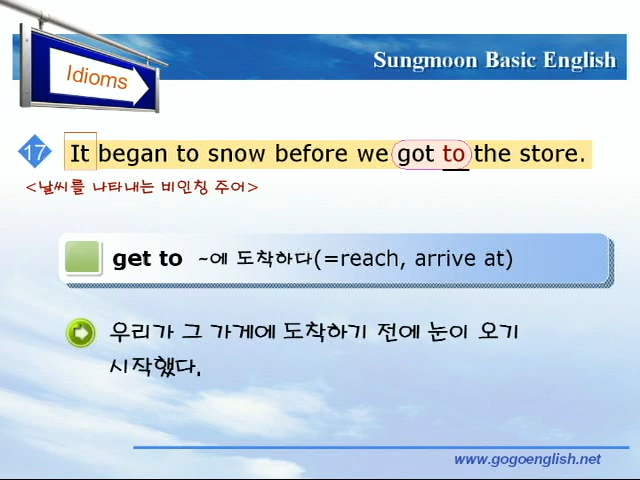 Sungmoon Basic English
Idioms
17 It began to snow before we got to the store.
<날씨를 나타내는 비인칭 주어>
get to ~에 도착하다(=reach, arrive at)
우리가 그 가게에 도착하기 전에 눈이 오기
시작했다.
www.gogoenglish.net